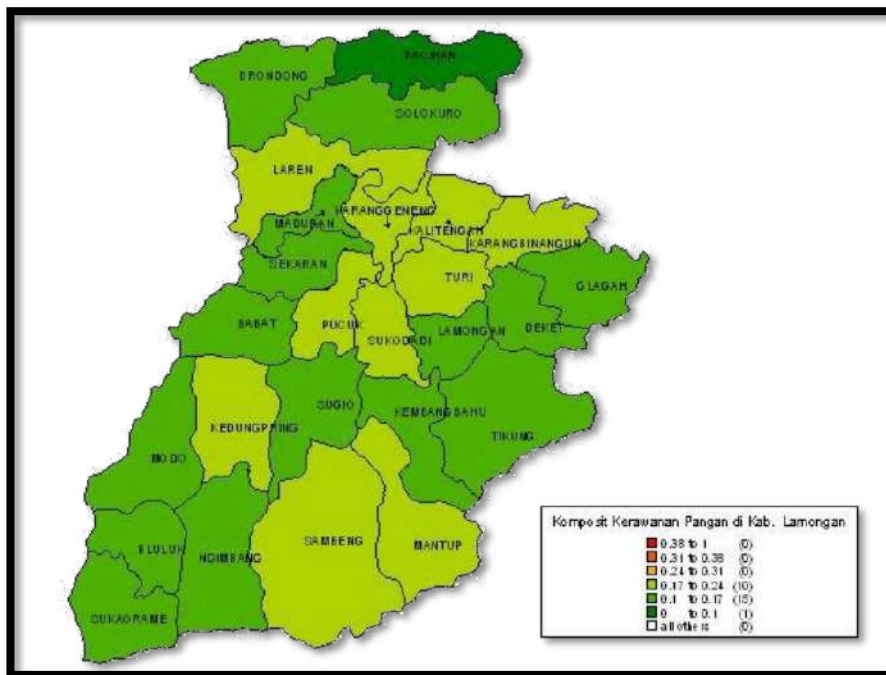 PACIRAN
BRONDONG
SOLOKURO
LAREN
KARANGGENENG
MADURAN
KALITENGAH
KARANGBINANGUN
SEKARAN
TURI
GLAGAH
BABAT
PUCUK
SUKODADI
LAMONGAN
DEKET
KEDUNGPRING
SUGIO
KEMBANGBAHU
TIKUNG
MODO
SAMBENG
MANTUP
BLULUK
NGIMBANG
SUKAORAME
Komposit Kerawanan Pangan di Kab. Lamongan
0.38 to 1 (0)
0.31 to 0.38 (0)
0.24 to 0.31 (0)
0.17 to 0.24 (10)
0.1 to 0.17 (15)
0 to 0.1 (1)
all others (0)